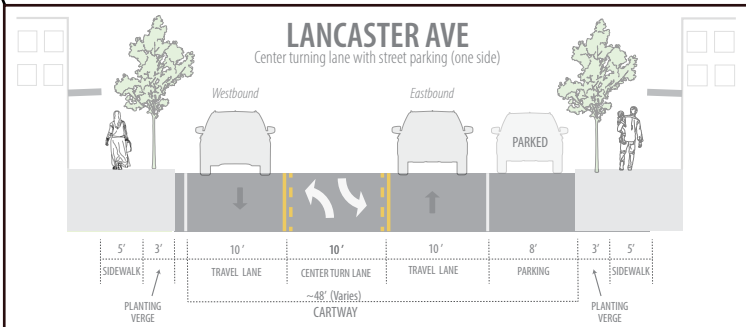 LANCASTER AVE
Center turning lane with street parking (one side)
Westbound
Eastbound
PARKED
5'
3'
10'
10'
10'
8'
3'
5'
SIDEWALK
TRAVEL LANE
CENTER TURN LANE
TRAVEL LANE
PARKING
SIDEWALK
PLANTING
VERGE
~48' (Varies)
CARTWAY
PLANTING
VERGE